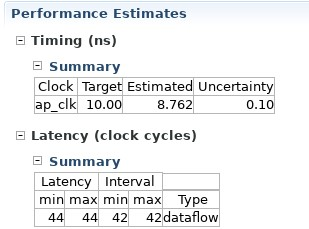 Performance Estimates
Timing (ns)
Summary
Clock Target Estimated Uncertainty
ap_clk 10.00 8.762 0.10
Latency (clock cycles)
Summary
Latency Interval
min max min max Type
44 44 42 42 dataflow